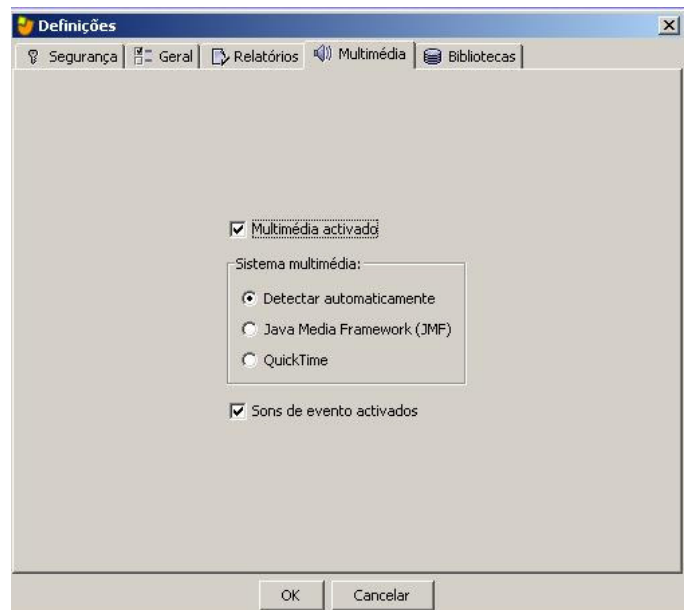 Definições
Segurança Geral Relatórios Multimédia Bibliotecas
Multimédia activado
Sistema multimédia:
Detectar automaticamente
Java Media Framework (JMF)
QuickTime
Sons de evento activados
OK Cancelar